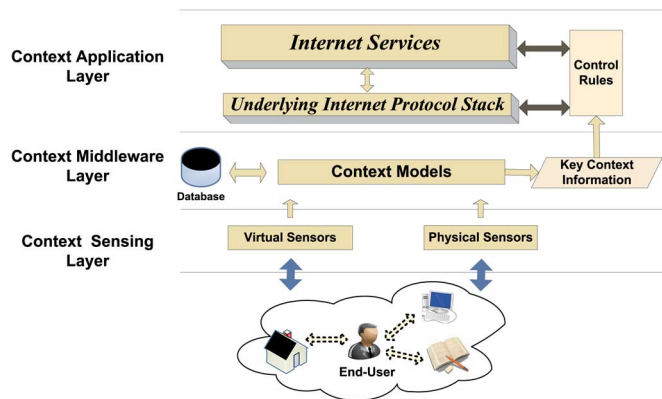 Context Application
Layer
Internet Services
Underlying Internet Protocol Stack
Control
Rules
Context Middleware
Layer
Database
Context Models
Key Context
Information
Context Sensing
Layer
Virtual Sensors
Physical Sensors
End-User